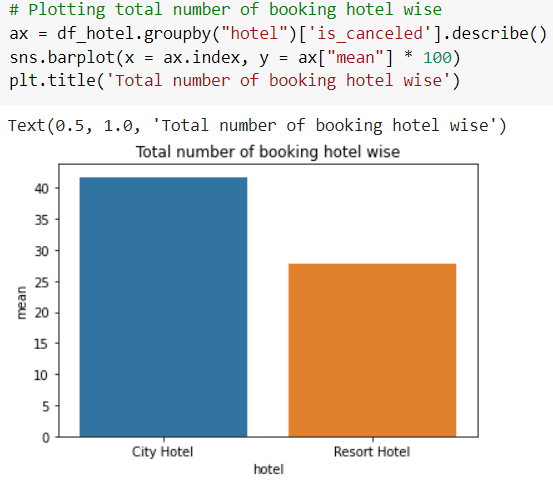 # Plotting total number of booking hotel wise
ax = df_hotel.groupby("hotel")['is_canceled'].describe()
sns.barplot(x = ax.index, y = ax["mean"] * 100)
plt.title('Total number of booking hotel wise')
Text(0.5, 1.0, 'Total number of booking hotel wise')
Total number of booking hotel wise
40
35
30
25
20
15
10
5
0
mean
City Hotel
Resort Hotel
hotel